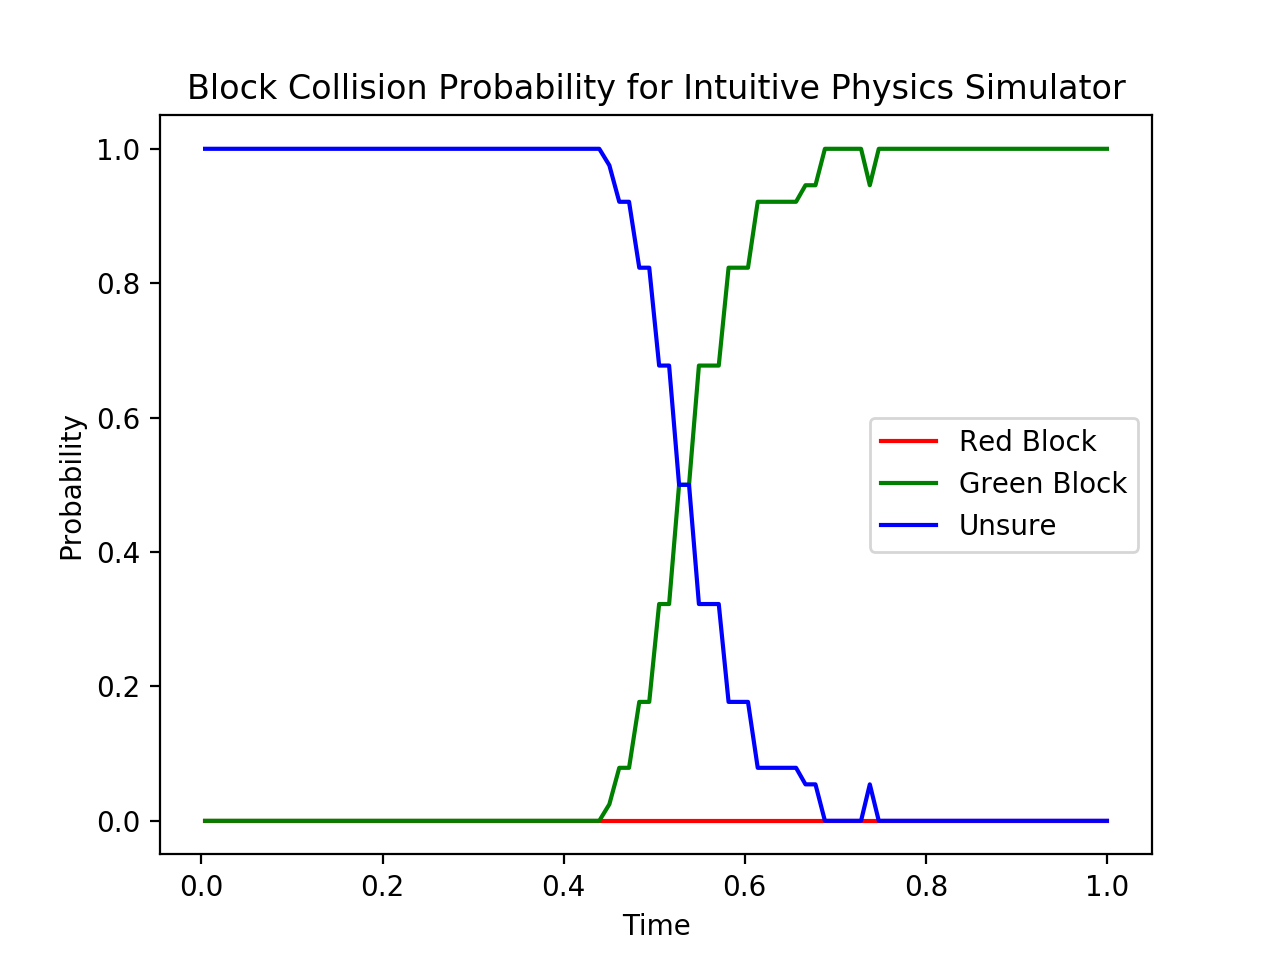 Block Collision Probability for Intuitive Physics Simulator
1.0
0.8
0.6
0.4
0.2
0.0
Probability
Red Block
Green Block
Unsure
0.0 0.2 0.4 0.6 0.8 1.0
Time